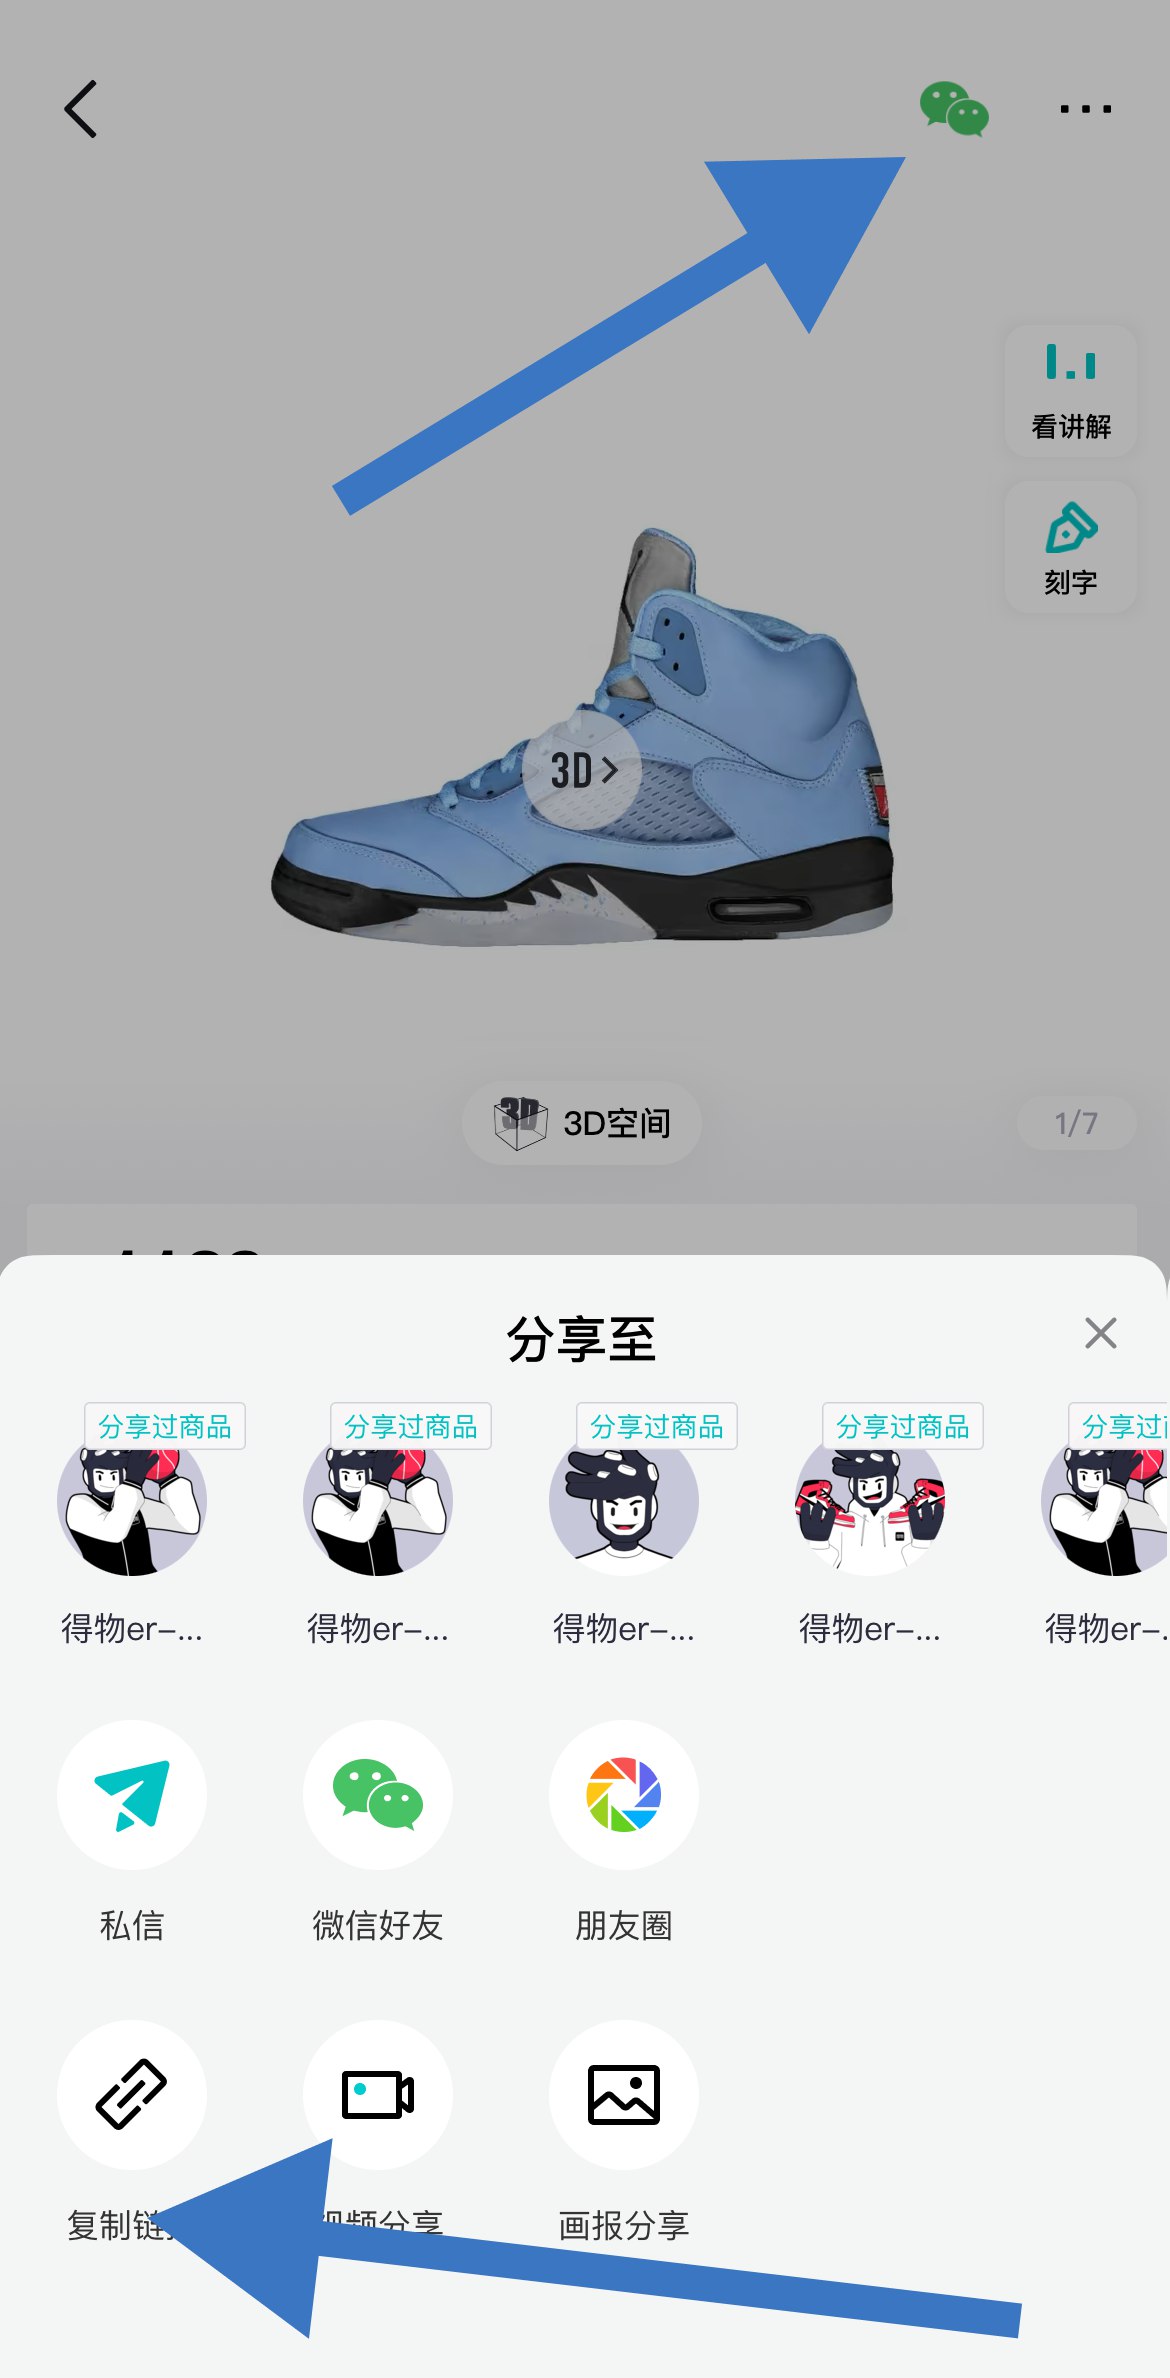 看讲解
刻字
3D
3D空间
1/7
分享至
分享过商品
分享过商品
分享过商品
分享过商品
分享过
得物er-...
得物er-...
得物er-...
得物er-...
得物er-.
私信
微信好友
朋友圈
复制链
视频分享
画报分享